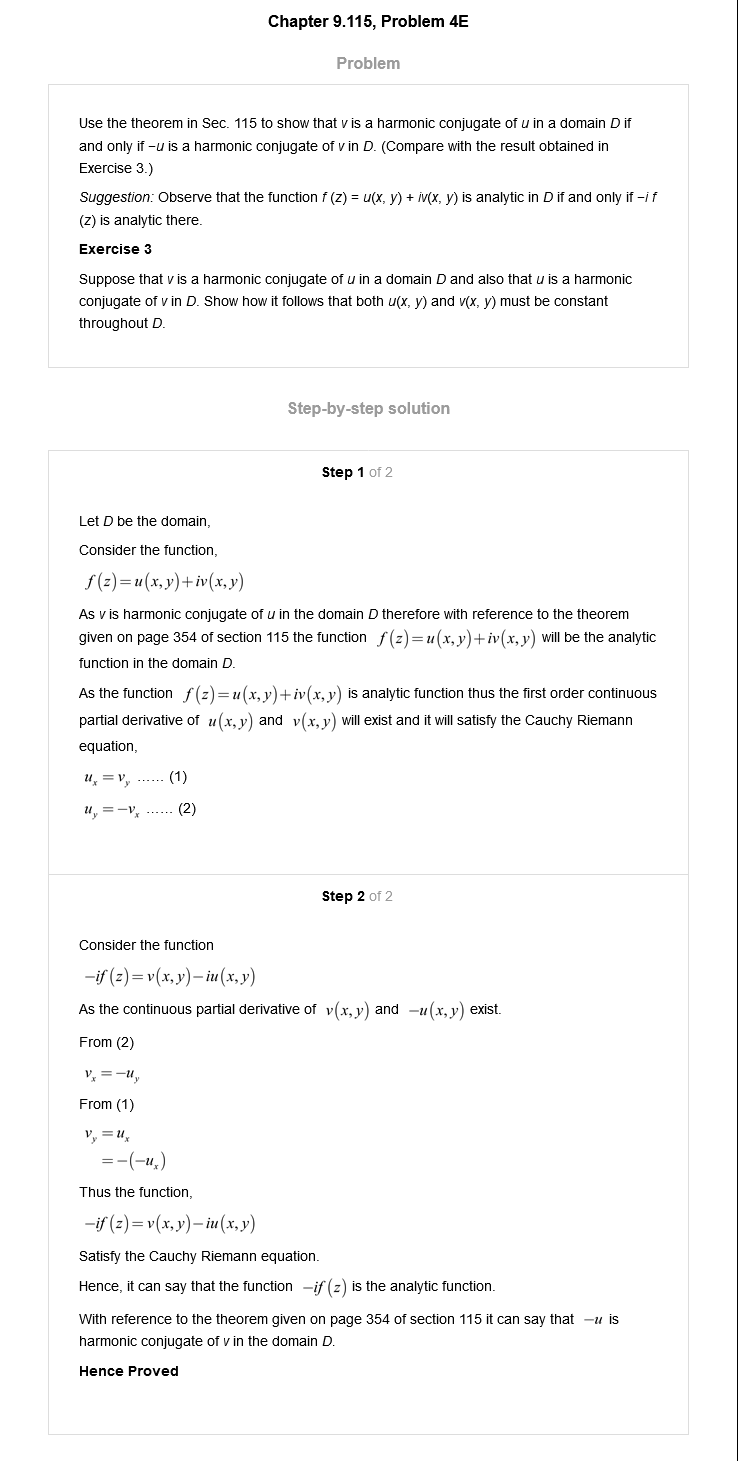 Chapter 9.115, Problem 4E
Problem
Use the theorem in Sec. 115 to show that v is a harmonic conjugate of u in a domain D if
and only if −u is a harmonic conjugate of v in D. (Compare with the result obtained in
Exercise 3.)
Suggestion: Observe that the function f (z) = u(x, y) + iv(x, y) is analytic in D if and only if −i f
(z) is analytic there.
Exercise 3
Suppose that v is a harmonic conjugate of u in a domain D and also that u is a harmonic
conjugate of v in D. Show how it follows that both u(x, y) and v(x, y) must be constant
throughout D.
Step-by-step solution
Step 1 of 2
Let D be the domain,
Consider the function,
f(z)=u(x,y)+iv(x,y)
As v is harmonic conjugate of u in the domain D therefore with reference to the theorem
given on page 354 of section 115 the function f(z)=u(x,y)+iv(x,y) will be the analytic
function in the domain D.
As the function f(z)=u(x,y)+iv(x,y) is analytic function thus the first order continuous
partial derivative of u(x,y) and v(x,y) will exist and it will satisfy the Cauchy Riemann
equation,
u_x = v_y ...... (1)
u_y = −v_x ...... (2)
Step 2 of 2
Consider the function
−if(z)=v(x,y)−iu(x,y)
As the continuous partial derivative of v(x,y) and −u(x,y) exist.
From (2)
v_x = −u_y
From (1)
v_y = u_x
= −(−u_x)
Thus the function,
−if(z)=v(x,y)−iu(x,y)
Satisfy the Cauchy Riemann equation.
Hence, it can say that the function −if(z) is the analytic function.
With reference to the theorem given on page 354 of section 115 it can say that −u is
harmonic conjugate of v in the domain D.
Hence Proved